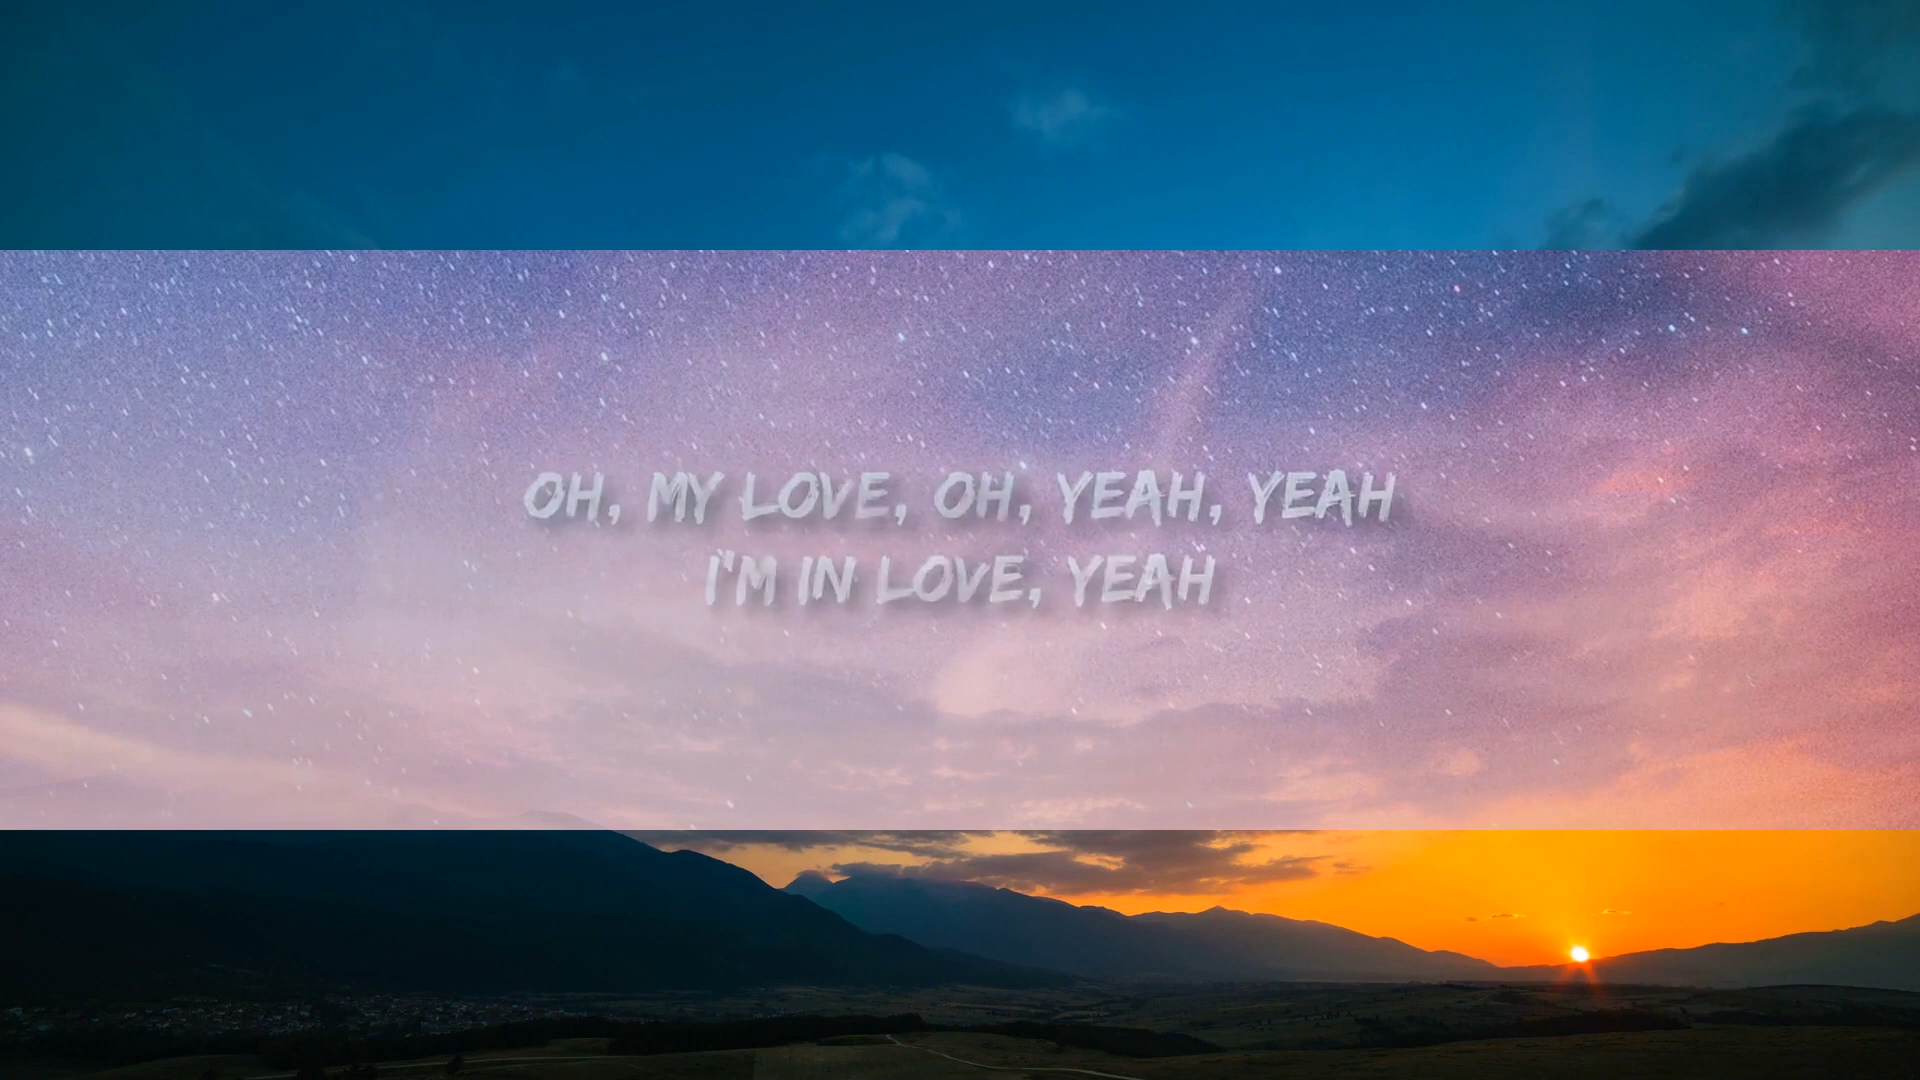 OH, MY LOVE, OH, YEAH, YEAH
I'M IN LOVE, YEAH